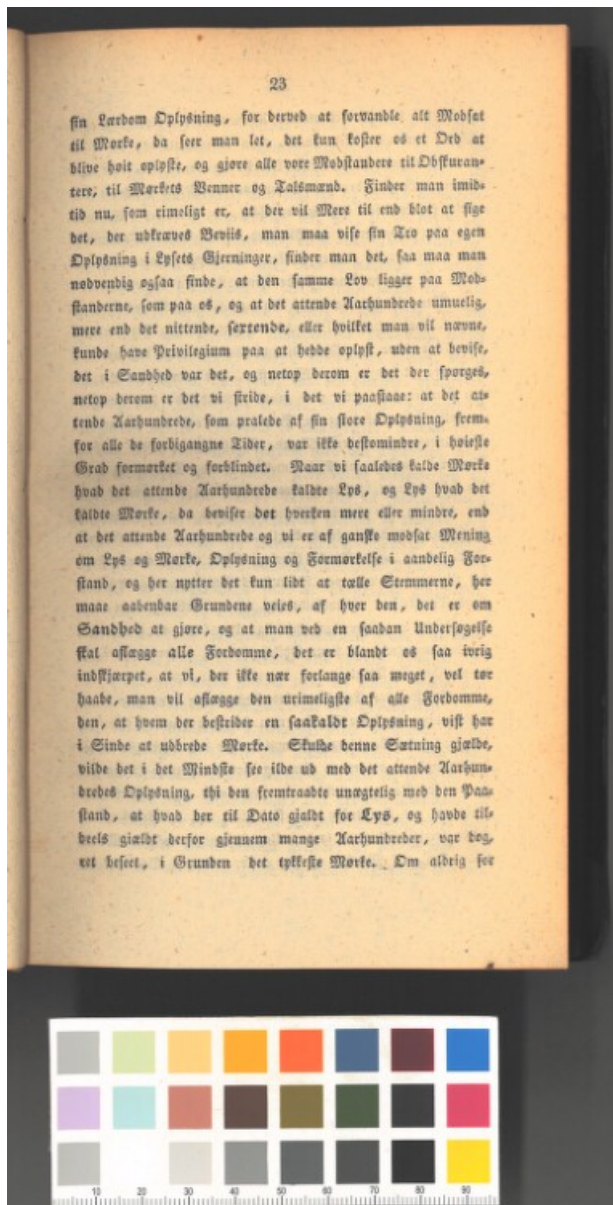 23
sin Lærdom Oplysning, for derved at forvandle alt Modsat
til Mørke, da seer man let, det kun koster os et Ord at
blive høit oplyste, og gjøre alle vore Modstandere til Obskuran-
tere, til Mørkets Venner og Talsmænd. Finder man imid-
tid nu, som rimeligt er, at der vil Mere til end blot at sige
det, der udkræves Beviis, man maa vise sin Tro paa egen
Oplysning i Lysets Gjerninger, finder man det, saa maa man
nødvendig ogsaa finde, at den samme Lov ligger paa Mod-
standerne, som paa os, og at det attende Aarhundrede umuelig,
mere end det nittende, sextende, eller hvilket man vil nævne,
kunde have Privilegium paa at hedde oplyst, uden at bevise,
det i Sandhed var det, og netop derom er det der spørges,
netop derom er det vi stride, i det vi paastaae: at det at-
tende Aarhundrede, som pralede af sin store Oplysning, frem-
for alle de forbigangne Tider, var ikke destomindre, i høieste
Grad formørket og forblindet. Naar vi saaledes kalde Mørke
hvad det attende Aarhundrede kaldte Lys, og Lys hvad det
kaldte Mørke, da beviser det hverken mere eller mindre, end
at det attende Aarhundrede og vi er af ganske modsat Mening
om Lys og Mørke, Oplysning og Formørkelse i aandelig For-
stand, og her nytter det kun lidt at tælle Stemmerne, her
maae aabenbar Grundene veies, af hver den, det er om
Sandhed at gjøre, og at man ved en saadan Undersøgelse
skal aflægge alle Fordomme, det er blandt os saa ivrig
indskjærpet, at vi, der ikke nær forlange saa meget, vel tør
haabe, man vil aflægge den urimeligste af alle Fordomme,
den, at hvem der bestrider en saakaldt Oplysning, vist har
i Sinde at udbrede Mørke. Skulde denne Sætning gjælde,
vilde det i det Mindste see ilde ud med det attende Aarhun-
dredes Oplysning, thi den fremtraadte unægtelig med den Paa-
stand, at hvad der til Dato gjaldt for Lys, og havde til-
deels giældt derfor gjennem mange Aarhundreder, var dog,
ret beseet, i Grunden det tykkeste Mørke. Om aldrig før
10 20 30 40 50 60 70 80 90